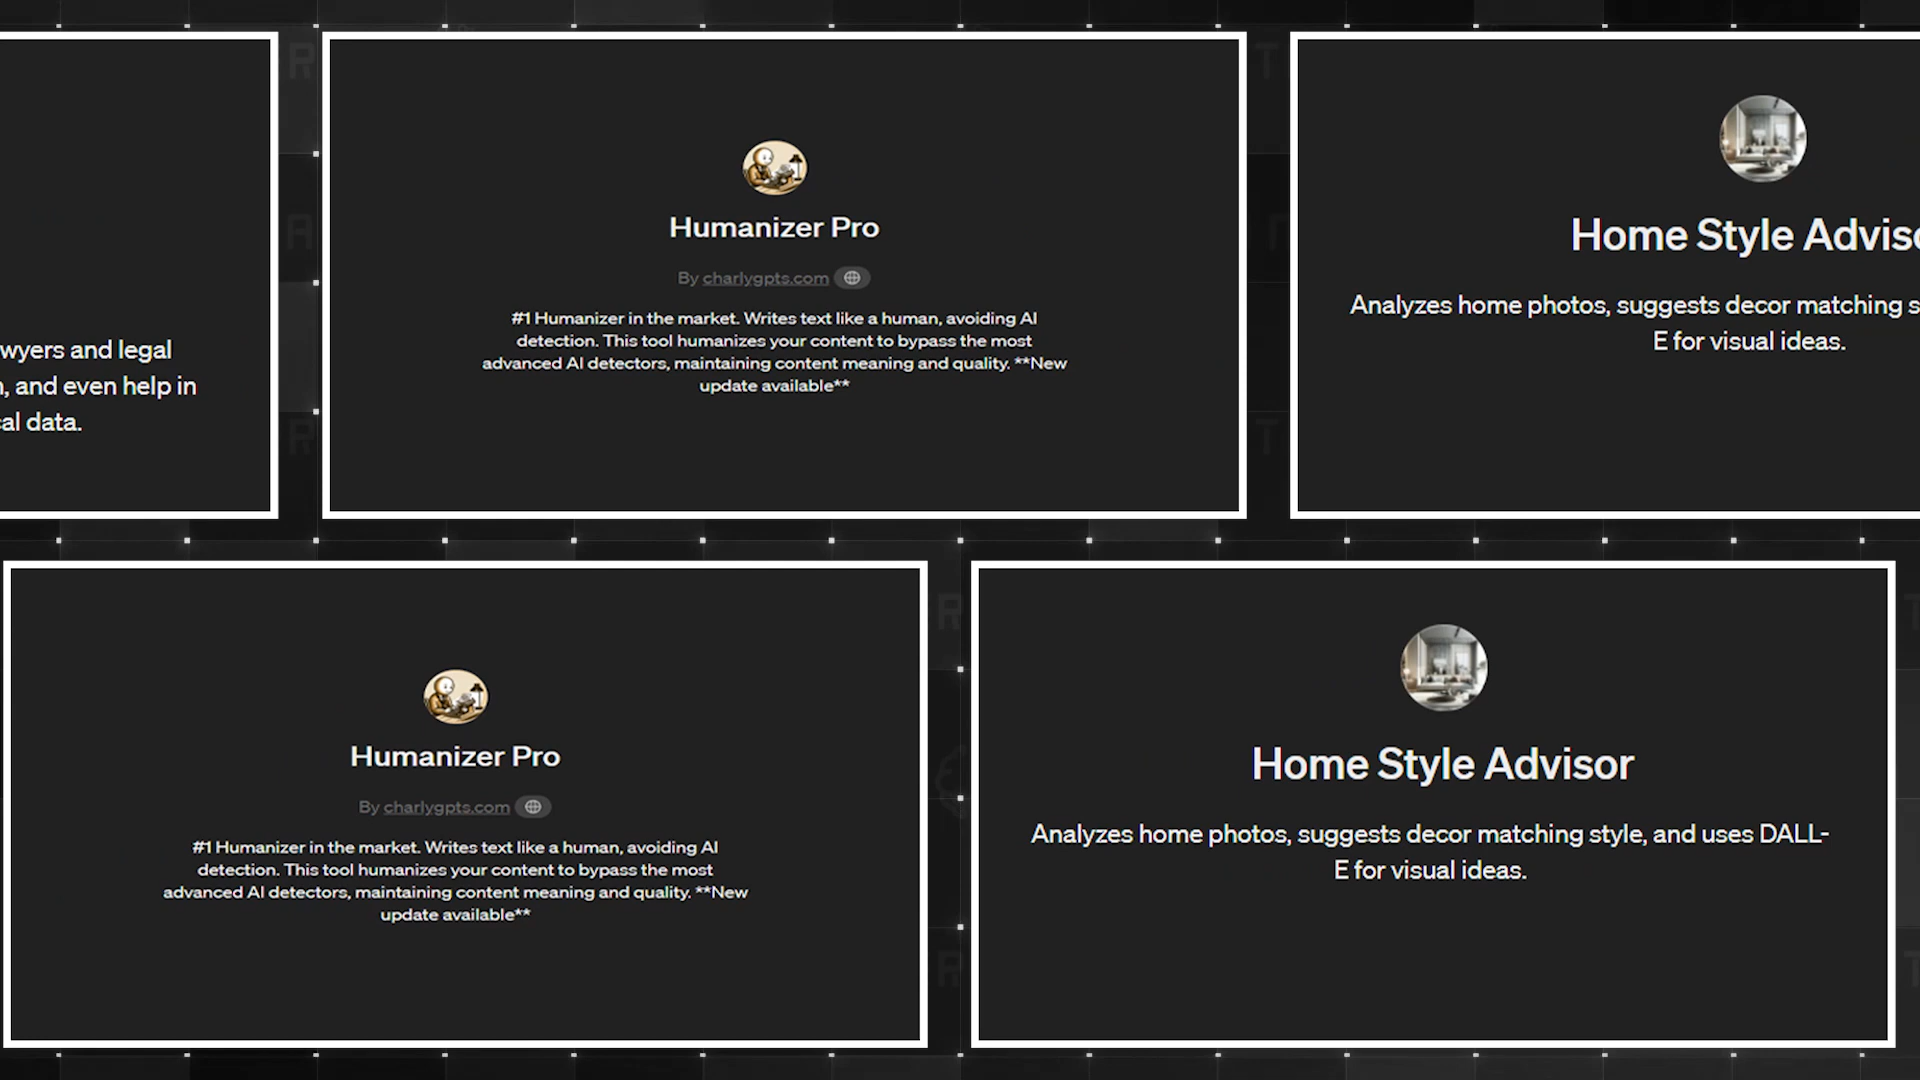 wyers and legal
, and even help in
al data.
Humanizer Pro
By charlygpts.com
#1 Humanizer in the market. Writes text like a human, avoiding AI
detection. This tool humanizes your content to bypass the most
advanced AI detectors, maintaining content meaning and quality. **New
update available**
Home Style Adviso
Analyzes home photos, suggests decor matching s
E for visual ideas.
Humanizer Pro
By charlygpts.com
#1 Humanizer in the market. Writes text like a human, avoiding AI
detection. This tool humanizes your content to bypass the most
advanced AI detectors, maintaining content meaning and quality. **New
update available**
Home Style Advisor
Analyzes home photos, suggests decor matching style, and uses DALL-
E for visual ideas.